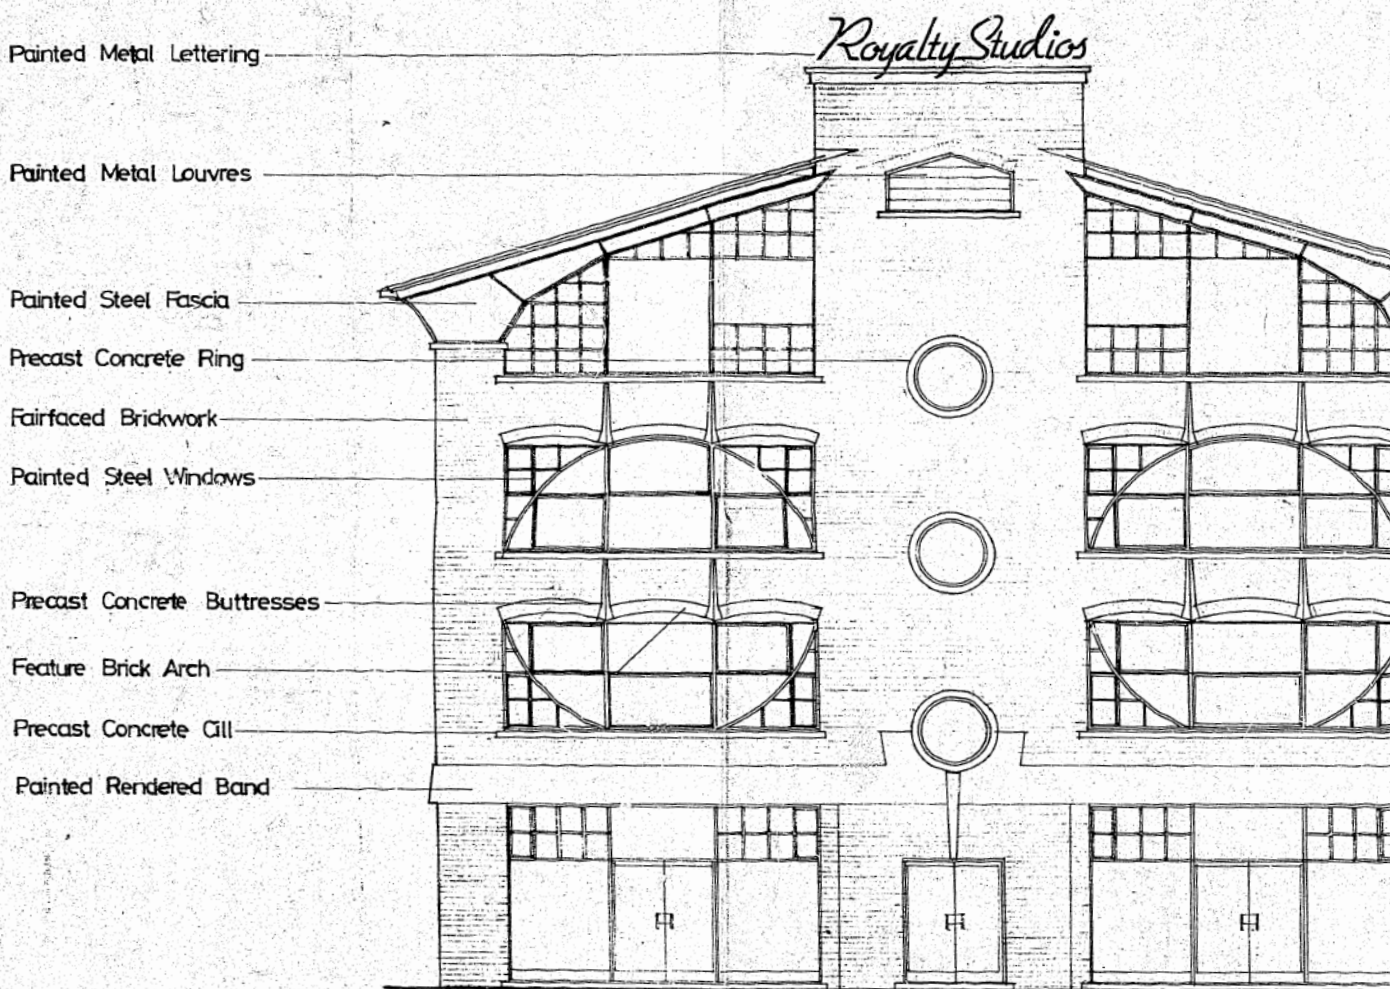 Royalty Studios
Painted Metal Lettering
Painted Metal Louvres
Painted Steel Fascia
Precast Concrete Ring
Fairfaced Brickwork
Painted Steel Windows
Precast Concrete Buttresses
Feature Brick Arch
Precast Concrete Cill
Painted Rendered Band